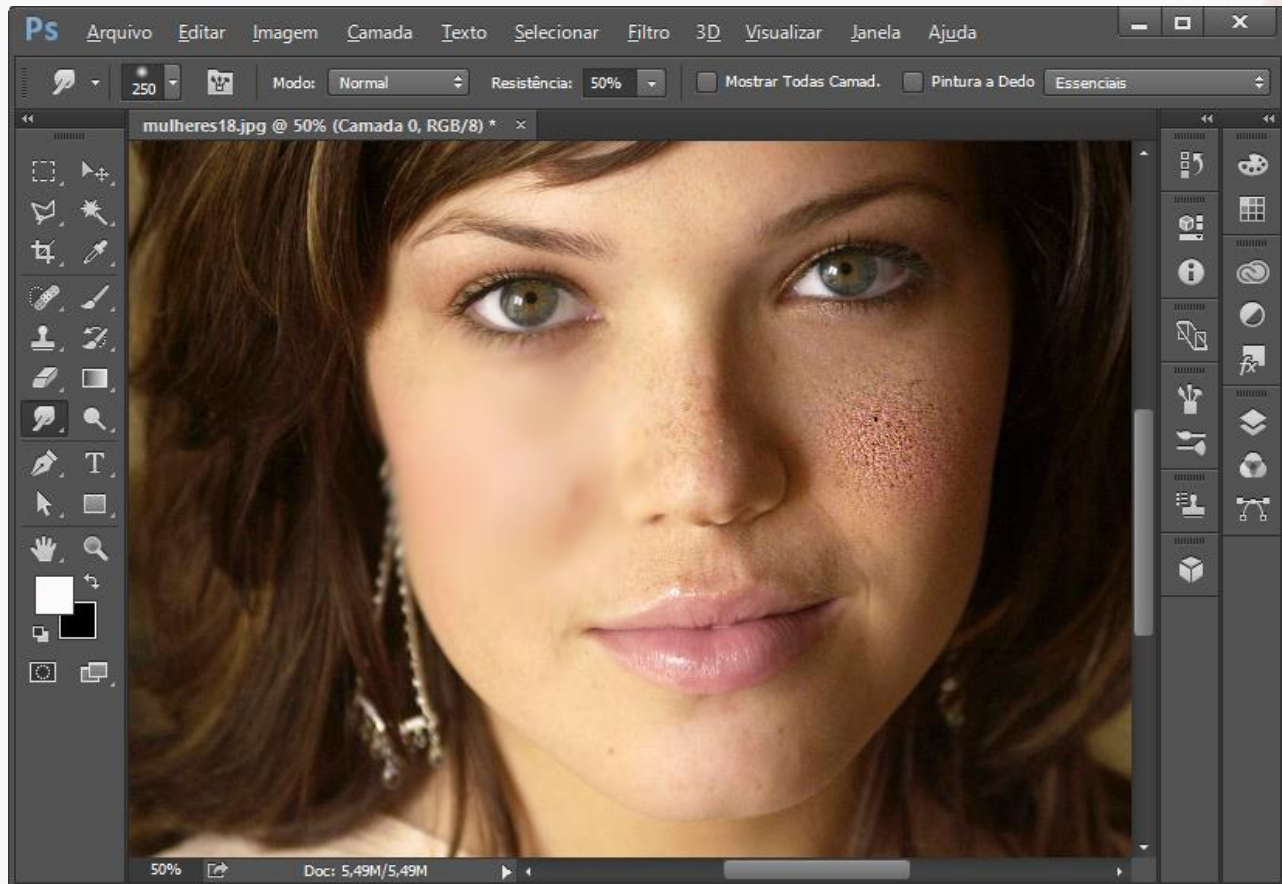 Ps Arquivo Editar Imagem Camada Texto Selecionar Filtro 3D Visualizar Janela Ajuda
250 Modo: Normal Resistência: 50% Mostrar Todas Camad. Pintura a Dedo Essenciais
mulheres18.jpg @ 50% (Camada 0, RGB/8) * ×
T
fx
50% Doc: 5,49M/5,49M